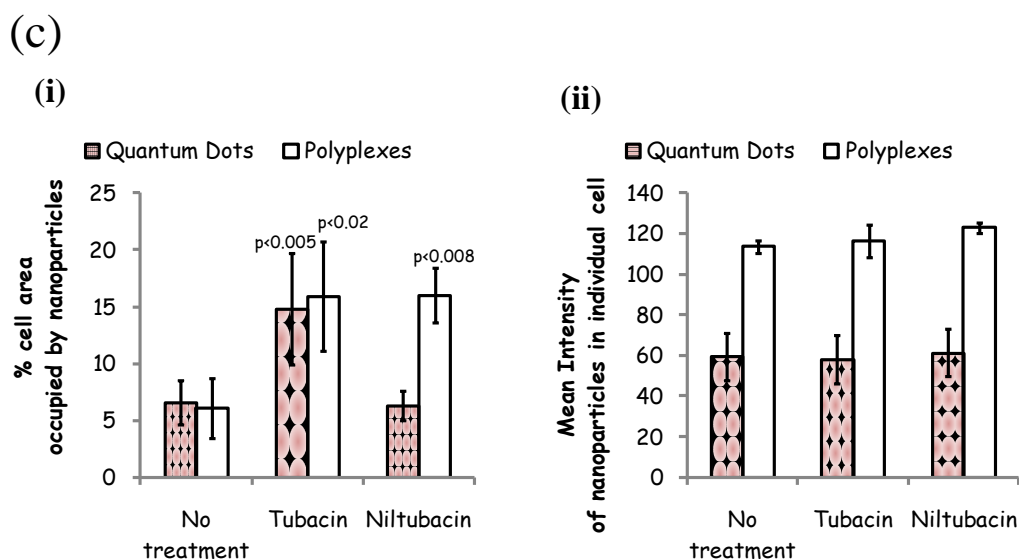 (c)
(i)
Quantum Dots Polyplexes
% cell area
occupied by nanoparticles
25
20
15
10
5
0
p<0.005
p<0.02
p<0.008
No
treatment
Tubacin
Niltubacin
(ii)
Quantum Dots Polyplexes
Mean Intensity
of nanoparticles in individual cell
140
120
100
80
60
40
20
0
No
treatment
Tubacin
Niltubacin